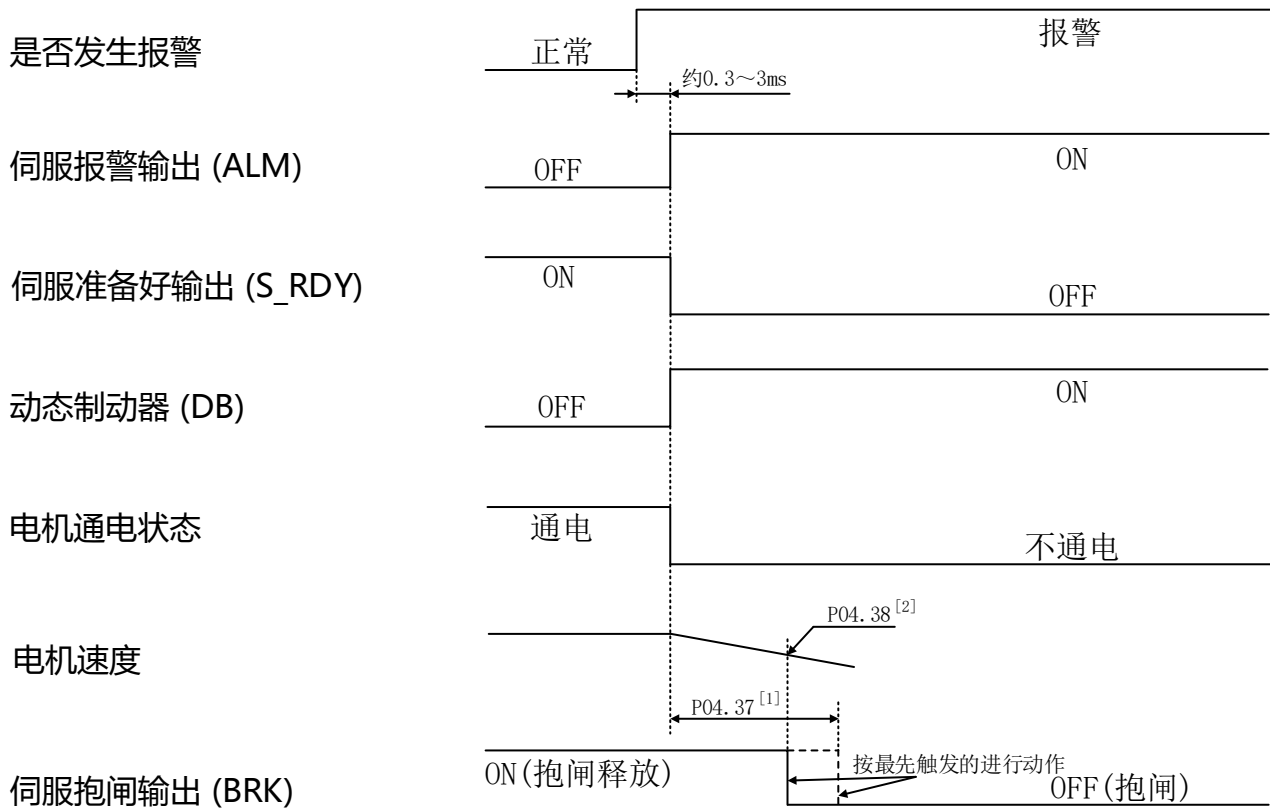 是否发生报警
正常
报警
约0.3～3ms
伺服报警输出 (ALM)
OFF
ON
伺服准备好输出 (S_RDY)
ON
OFF
动态制动器 (DB)
OFF
ON
电机通电状态
通电
不通电
电机速度
P04.38[2]
P04.37[1]
伺服抱闸输出 (BRK)
ON(抱闸释放)
按最先触发的进行动作
OFF(抱闸)